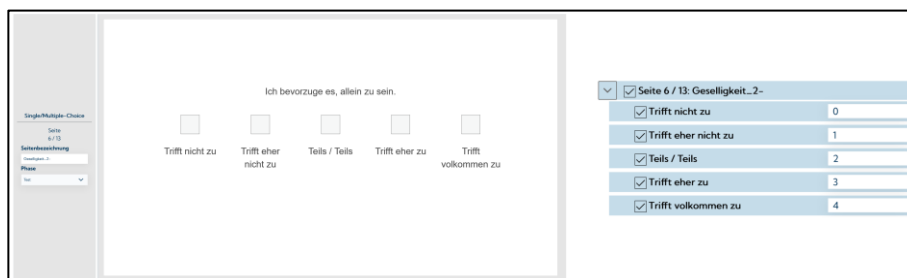 Single/Multiple-Choice
Seite
6 / 13
Seitenbezeichnung
Geselligkeit_2-
Phase
Test
Ich bevorzuge es, allein zu sein.
Trifft nicht zu
Trifft eher
nicht zu
Teils / Teils
Trifft eher zu
Trifft
volkommen zu
Seite 6 / 13: Geselligkeit_2-
Trifft nicht zu 0
Trifft eher nicht zu 1
Teils / Teils 2
Trifft eher zu 3
Trifft volkommen zu 4